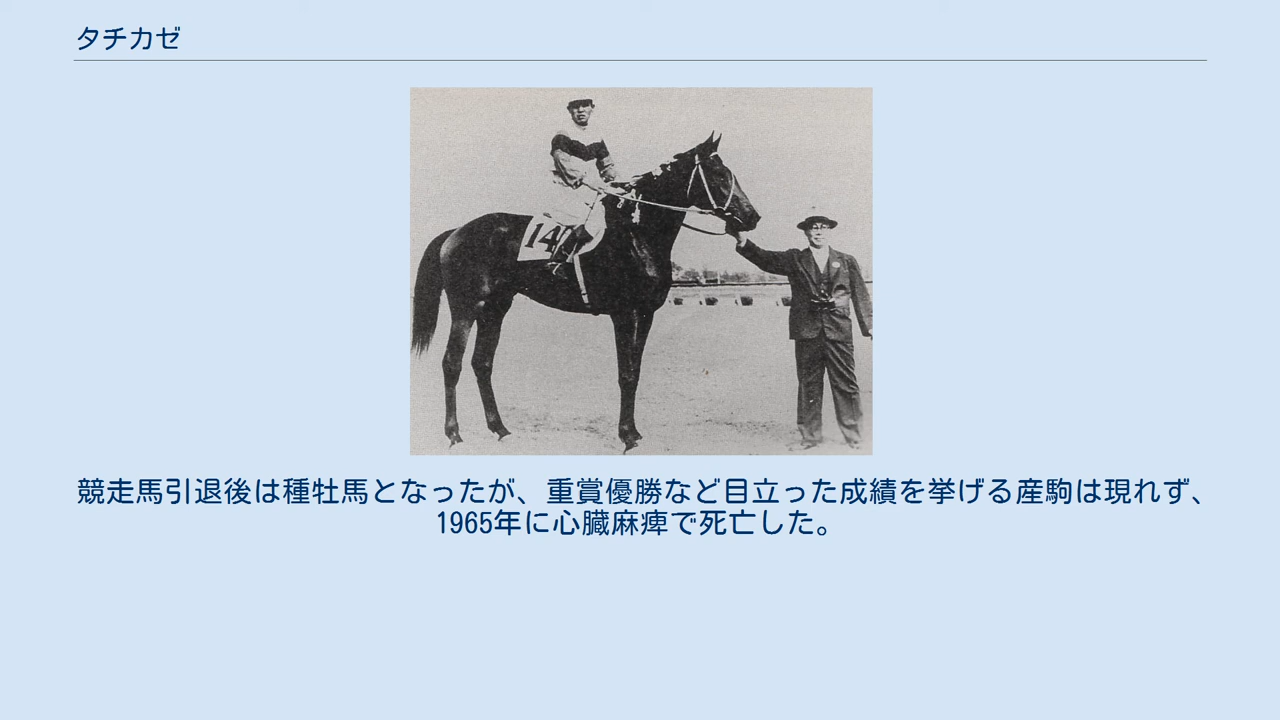 タチカゼ
14
競走馬引退後は種牡馬となったが、重賞優勝など目立った成績を挙げる産駒は現れず、
1965年に心臓麻痺で死亡した。